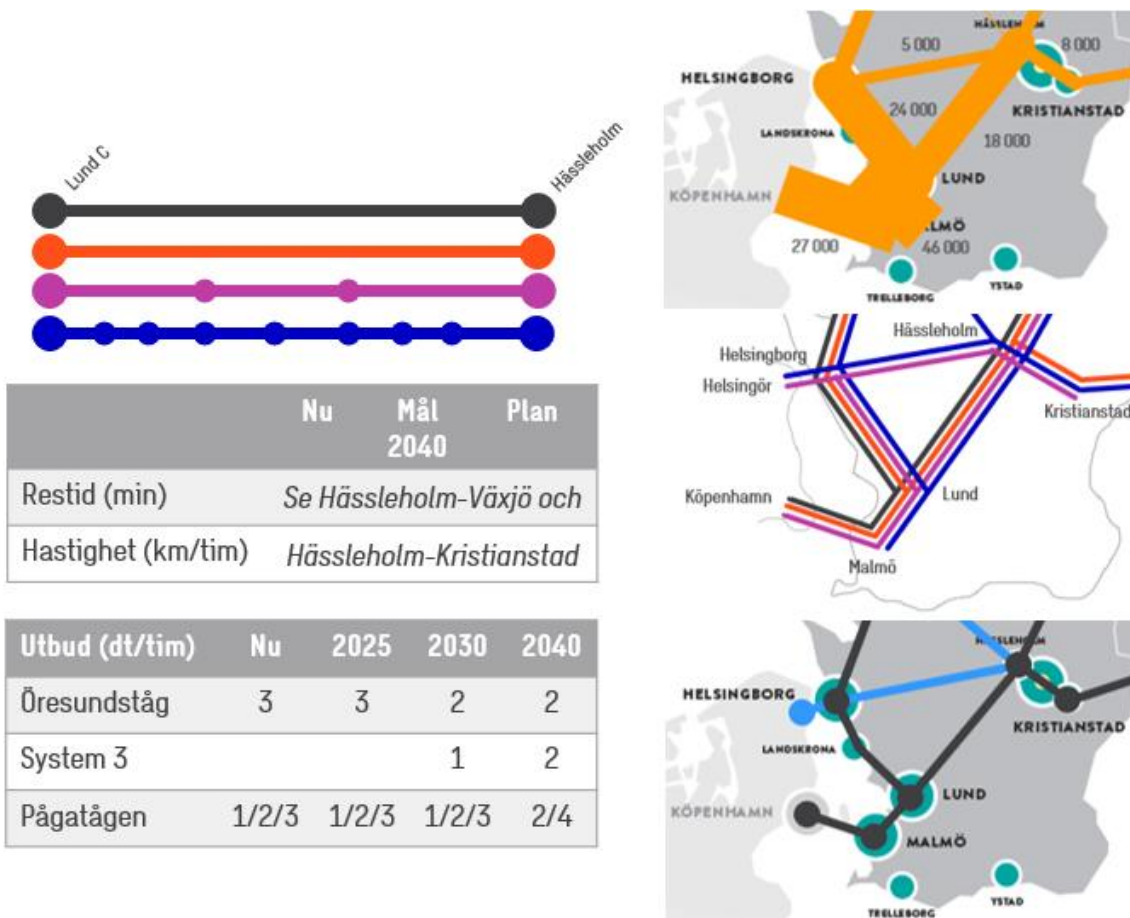 Lund C
Hässleholm
Nu Mål Plan
2040
Restid (min) Se Hässleholm-Växjö och
Hastighet (km/tim) Hässleholm-Kristianstad
Utbud (dt/tim) Nu 2025 2030 2040
Öresundståg 3 3 2 2
System 3 1 2
Pågatågen 1/2/3 1/2/3 1/2/3 2/4
5 000
8 000
HELSINGBORG
KRISTIANSTAD
24 000
LANDSKRONA
18 000
LUND
KÖPENHAMN
ALMÖ
27 000
46 000
YSTAD
TRELLEBORG
Hässleholm
Helsingborg
Helsingör
Kristianstad
Köpenhamn
Lund
Malmö
HELSINGBORG
KRISTIANSTAD
LANDSKRONA
LUND
KÖPENHAMN
MALMÖ
YSTAD
TRELLEBORG